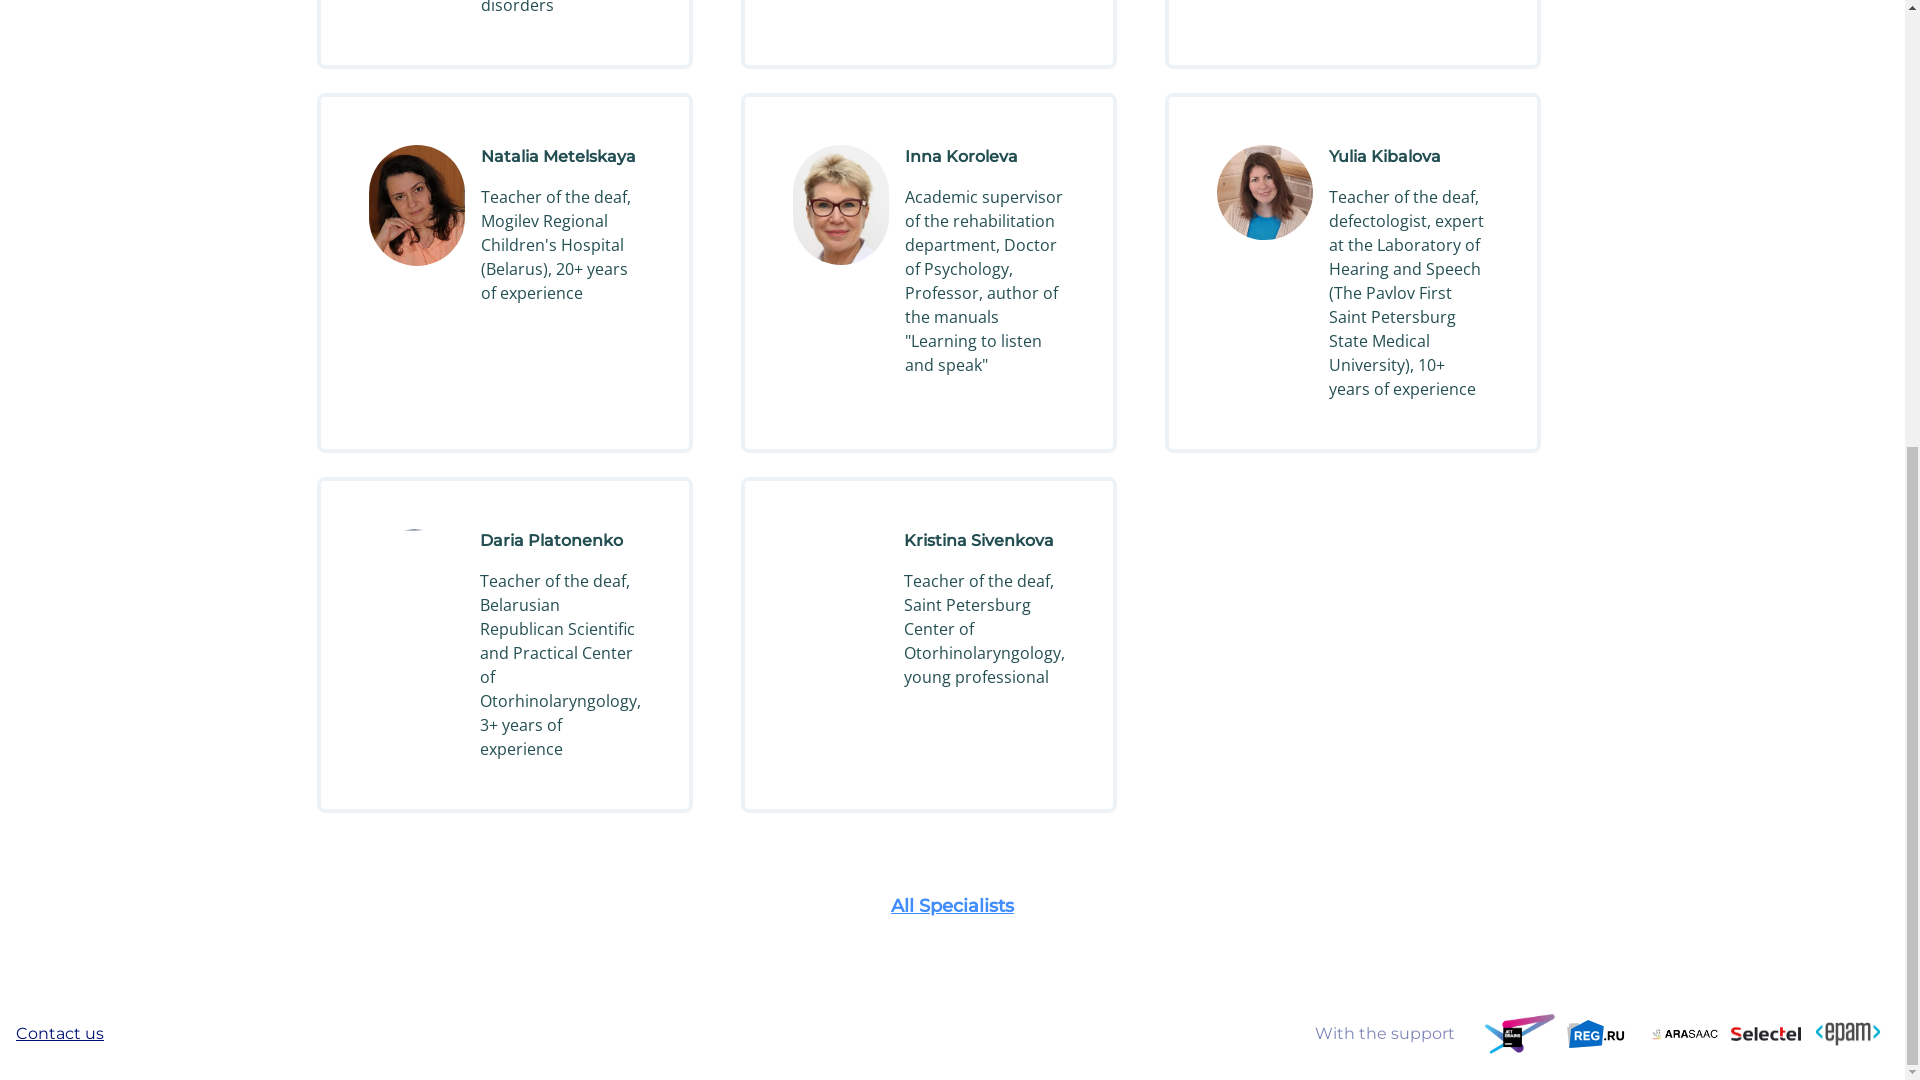 disorders
Natalia Metelskaya
Teacher of the deaf,
Mogilev Regional
Children's Hospital
(Belarus), 20+ years
of experience
Inna Koroleva
Academic supervisor
of the rehabilitation
department, Doctor
of Psychology,
Professor, author of
the manuals
"Learning to listen
and speak"
Yulia Kibalova
Teacher of the deaf,
defectologist, expert
at the Laboratory of
Hearing and Speech
(The Pavlov First
Saint Petersburg
State Medical
University), 10+
years of experience
Daria Platonenko
Teacher of the deaf,
Belarusian
Republican Scientific
and Practical Center
of
Otorhinolaryngology,
3+ years of
experience
Kristina Sivenkova
Teacher of the deaf,
Saint Petersburg
Center of
Otorhinolaryngology,
young professional
All Specialists
Contact us
With the support
JET
BRAINS
REG.RU
ARASAAC
Selectel
<epam>